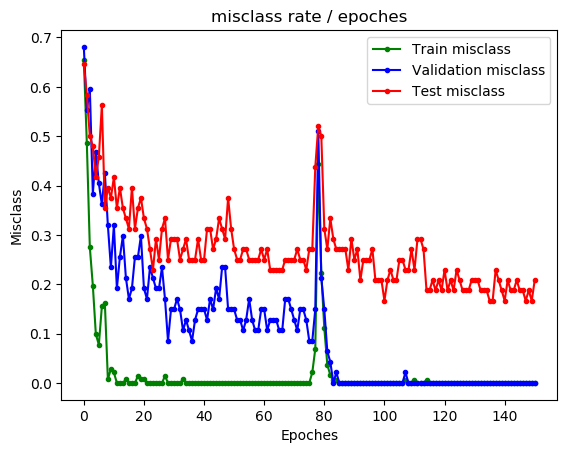 misclass rate / epoches
Train misclass
Validation misclass
Test misclass
Misclass
0.7
0.6
0.5
0.4
0.3
0.2
0.1
0.0
0 20 40 60 80 100 120 140
Epoches